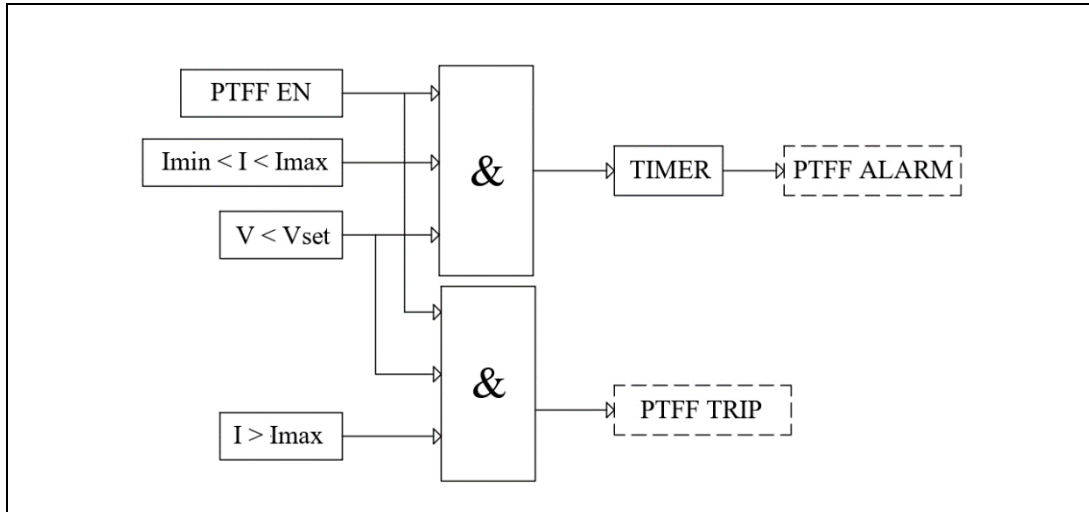 PTFF EN
Imin < I < Imax
&
TIMER
PTFF ALARM
V < Vset
&
PTFF TRIP
I > Imax